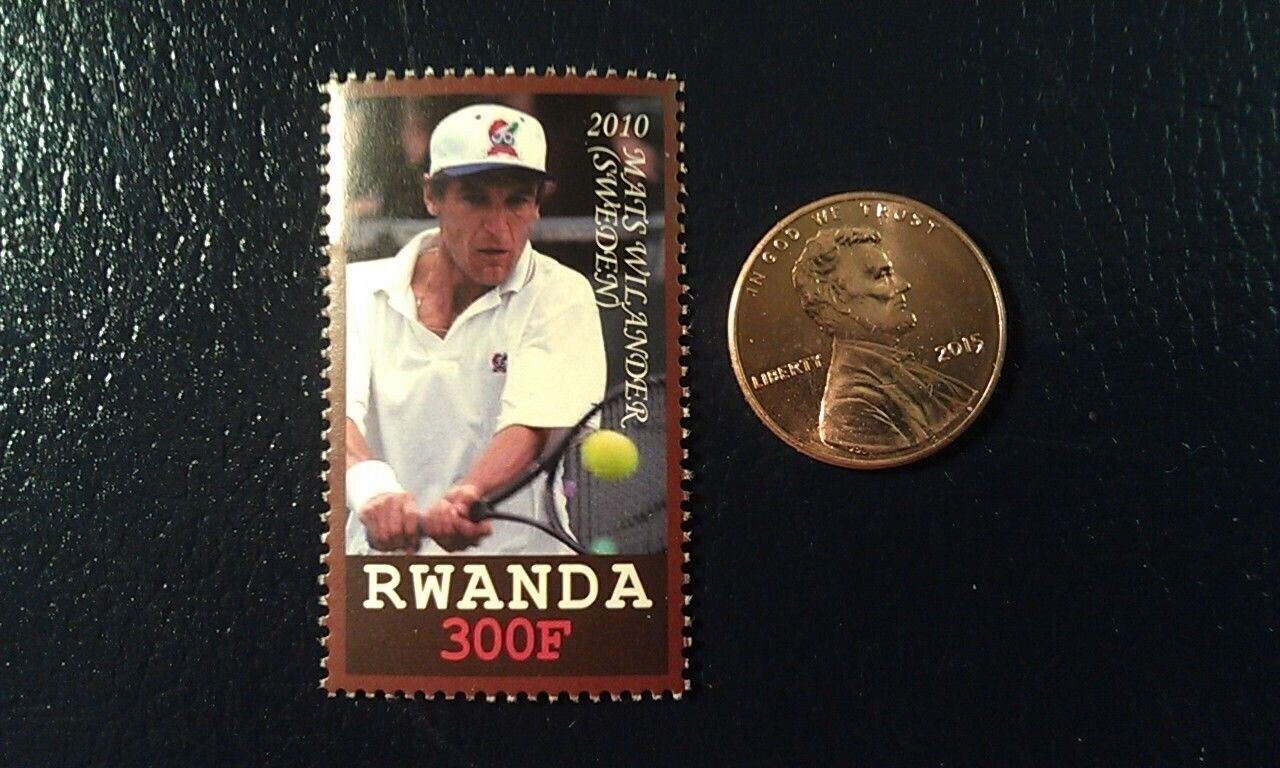 2010 MATS WILANDER
(SWEDEN)
RWANDA
300F
IN GOD WE TRUST
LIBERTY
2015